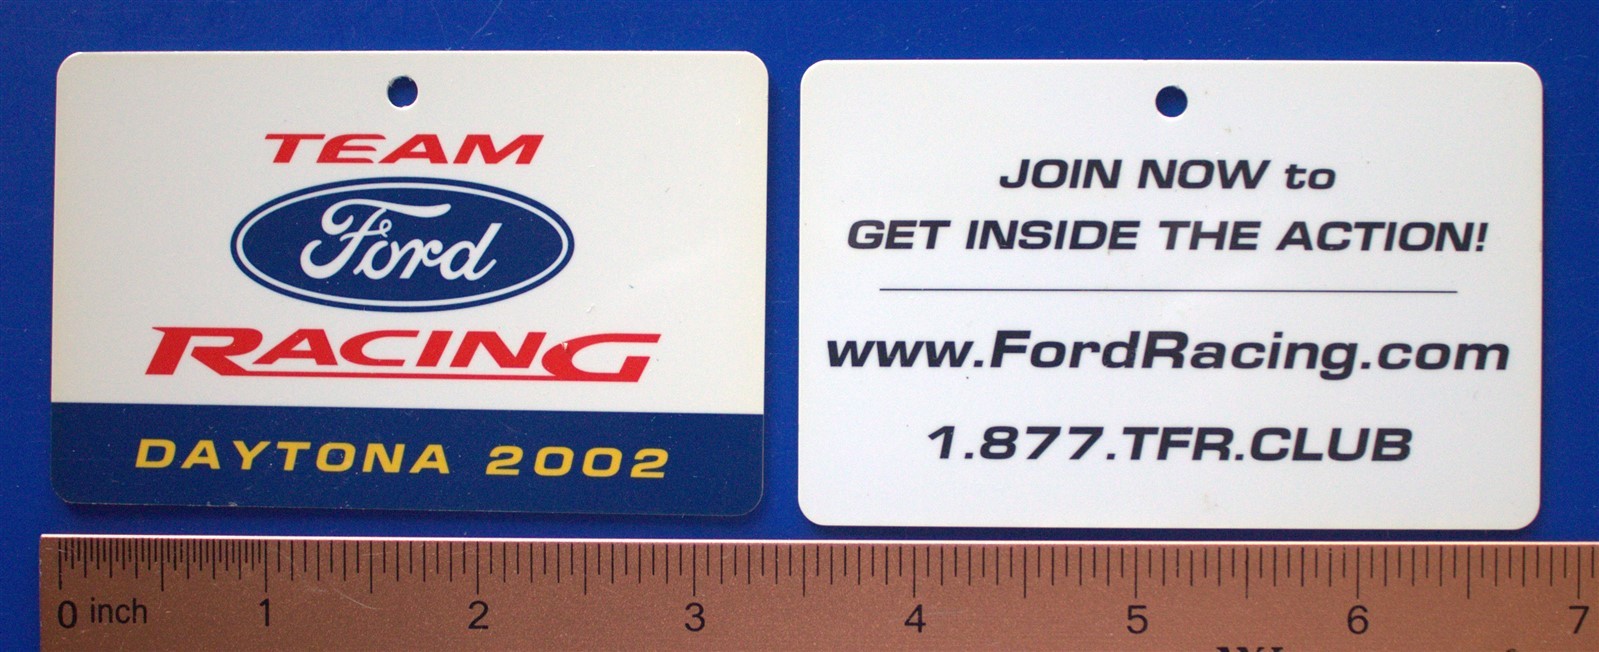 TEAM
Ford
RACING
DAYTONA 2002
JOIN NOW to
GET INSIDE THE ACTION!
www.FordRacing.com
1.877.TFR.CLUB
0 inch 1 2 3 4 5 6 7